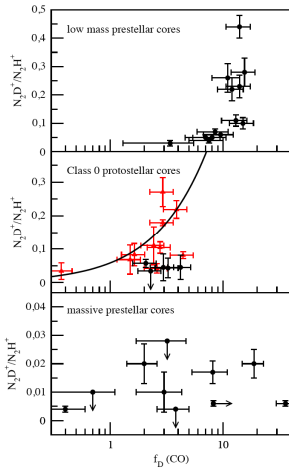 0,5
low mass prestellar cores
0,4
0,3
N₂D⁺/N₂H⁺
0,2
0,1
0
Class 0 protostellar cores
0,3
N₂D⁺/N₂H⁺
0,2
0,1
0
massive prestellar cores
0.04
0.03
N₂D⁺/N₂H⁺
0.02
0.01
0
1
10
f_D (CO)